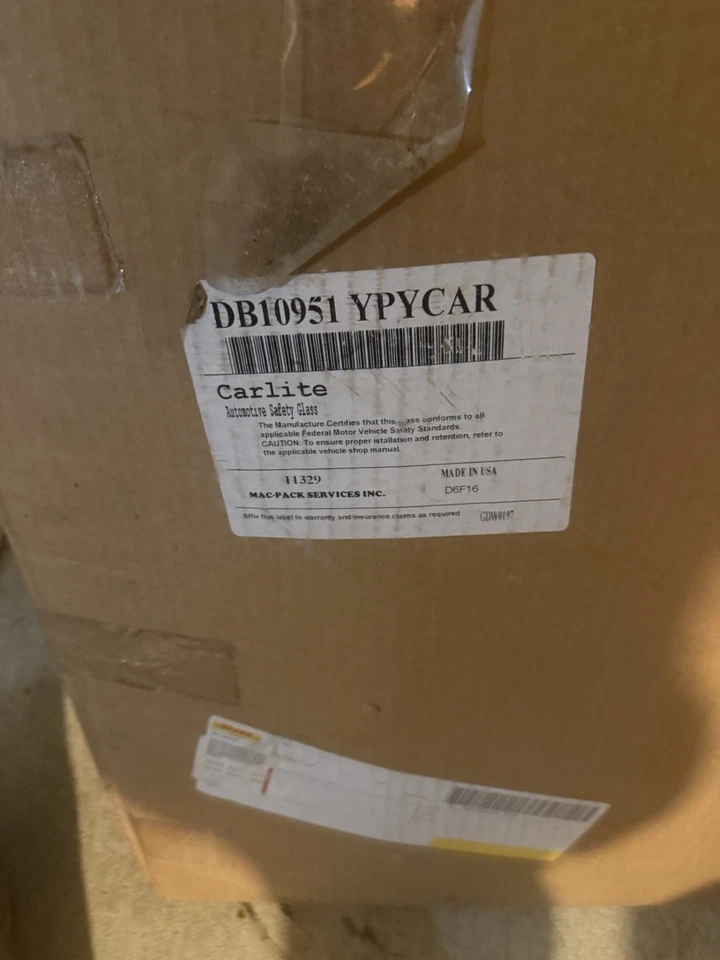 DB10951 YPYCAR
Carlite
Automotive Safety Glass
The Manufacture Certifies that this conforms to all
applicable Federal Motor Vehicle Safety Standards.
CAUTION: To ensure proper istallation and retention, refer to
the applicable vehicle shop manual.
11329 MADE IN USA
MAC-PACK SERVICES INC. D6F16
Affix this label to warranty and insurance claims as required GDW0197